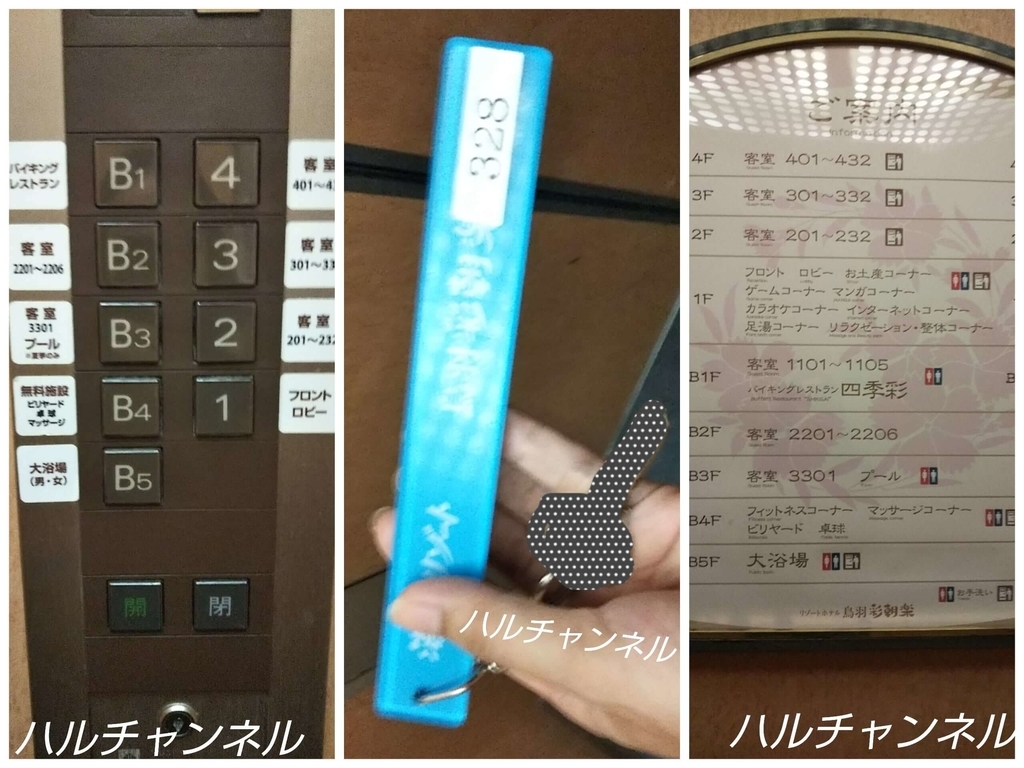 バイキング
レストラン
B1
4
客室
客室
2201～2206
B2
3
客室
客室
3301
プール
※夏季のみ
B3
2
客室
無料施設
ビリヤード
卓球
マッサージ
B4
1
フロント
ロビー
大浴場
(男・女)
B5
開
閉
ハルチャンネル
328
ハルチャンネル
ご案内
Information
4F 客室 401～432
3F 客室 301～332
2F 客室 201～232
1F フロント ロビー お土産コーナー
ゲームコーナー マンガコーナー
カラオケコーナー インターネットコーナー
足湯コーナー リラクゼーション・整体コーナー
B1F 客室 1101～1105
バイキングレストラン 四季彩
B2F 客室 2201～2206
B3F 客室 3301 プール
B4F フィットネスコーナー マッサージコーナー
ビリヤード 卓球
B5F 大浴場
お手洗い
リゾートホテル 鳥羽彩朝楽
ハルチャンネル